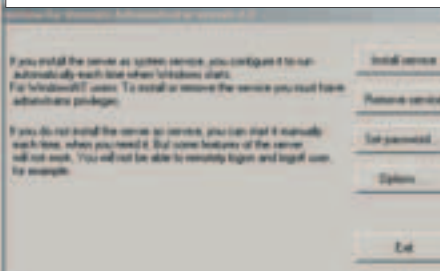 If you install the server as system service, you configure it to run
automatically each time when Windows starts.
For WindowsNT users: To install or remove the service you must have
administrative privileges.
If you do not install the server as service, you can start it manually
each time, when you need it. But some features of the server
will not work. You will not be able to remotely logon and logoff user,
for example.
Install service
Remove service
Set password
Options
Exit